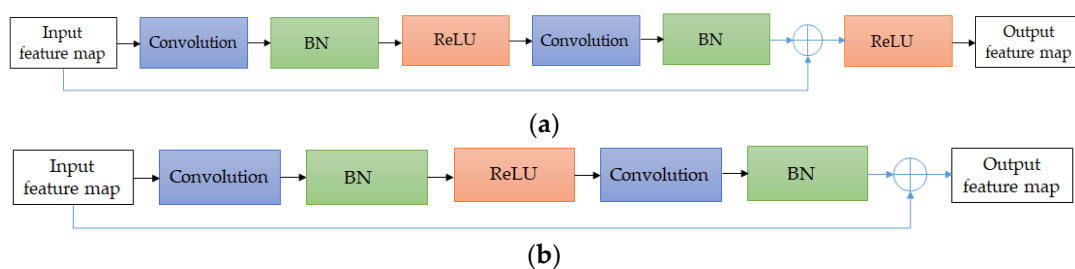 Input
feature map
Convolution
BN
ReLU
Convolution
BN
ReLU
Output
feature map
(a)
Input
feature map
Convolution
BN
ReLU
Convolution
BN
Output
feature map
(b)